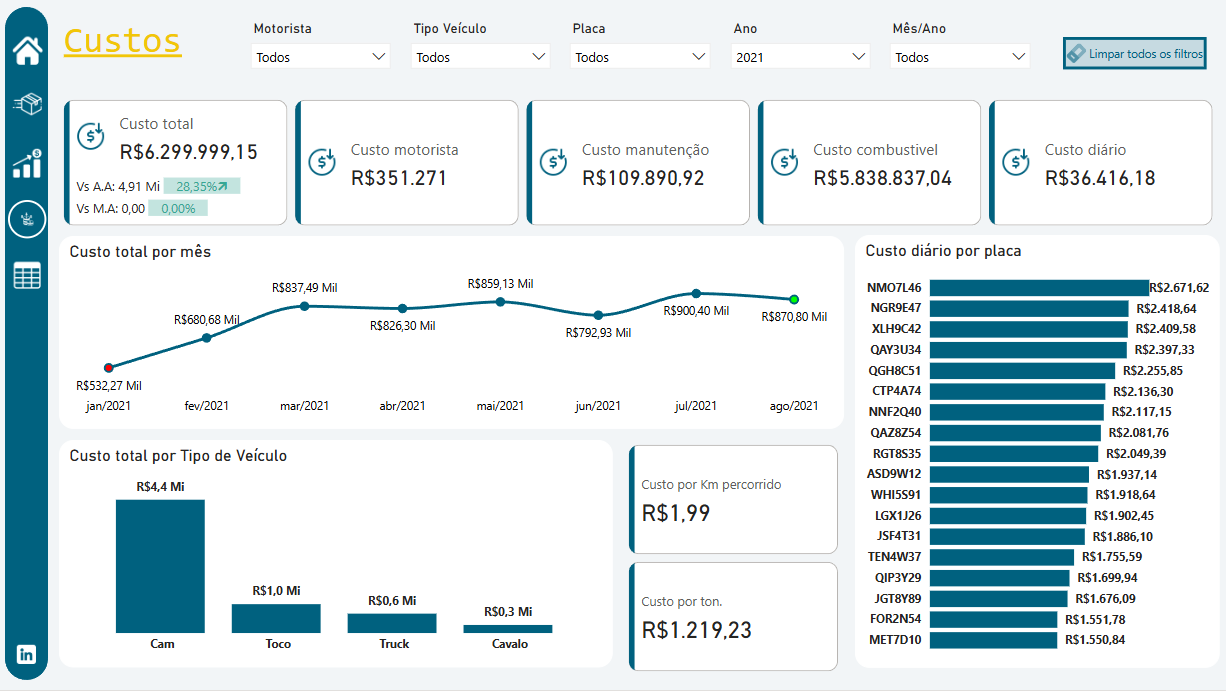 Custos
Motorista
Todos
Tipo Veículo
Todos
Placa
Todos
Ano
2021
Mês/Ano
Todos
Limpar todos os filtros
Custo total
R$6.299.999,15
Vs A.A: 4,91 Mi 28,35%↗
Vs M.A: 0,00 0,00%
Custo motorista
R$351.271
Custo manutenção
R$109.890,92
Custo combustivel
R$5.838.837,04
Custo diário
R$36.416,18
Custo total por mês
R$532,27 Mil
R$680,68 Mil
R$837,49 Mil
R$826,30 Mil
R$859,13 Mil
R$792,93 Mil
R$900,40 Mil
R$870,80 Mil
jan/2021 fev/2021 mar/2021 abr/2021 mai/2021 jun/2021 jul/2021 ago/2021
Custo total por Tipo de Veículo
R$4,4 Mi
R$1,0 Mi
R$0,6 Mi
R$0,3 Mi
Cam Toco Truck Cavalo
Custo por Km percorrido
R$1,99
Custo por ton.
R$1.219,23
Custo diário por placa
NMO7L46 R$2.671,62
NGR9E47 R$2.418,64
XLH9C42 R$2.409,58
QAY3U34 R$2.397,33
QGH8C51 R$2.255,85
CTP4A74 R$2.136,30
NNF2Q40 R$2.117,15
QAZ8Z54 R$2.081,76
RGT8S35 R$2.049,39
ASD9W12 R$1.937,14
WHI5S91 R$1.918,64
LGX1J26 R$1.902,45
JSF4T31 R$1.886,10
TEN4W37 R$1.755,59
QIP3Y29 R$1.699,94
JGT8Y89 R$1.676,09
FOR2N54 R$1.551,78
MET7D10 R$1.550,84
in